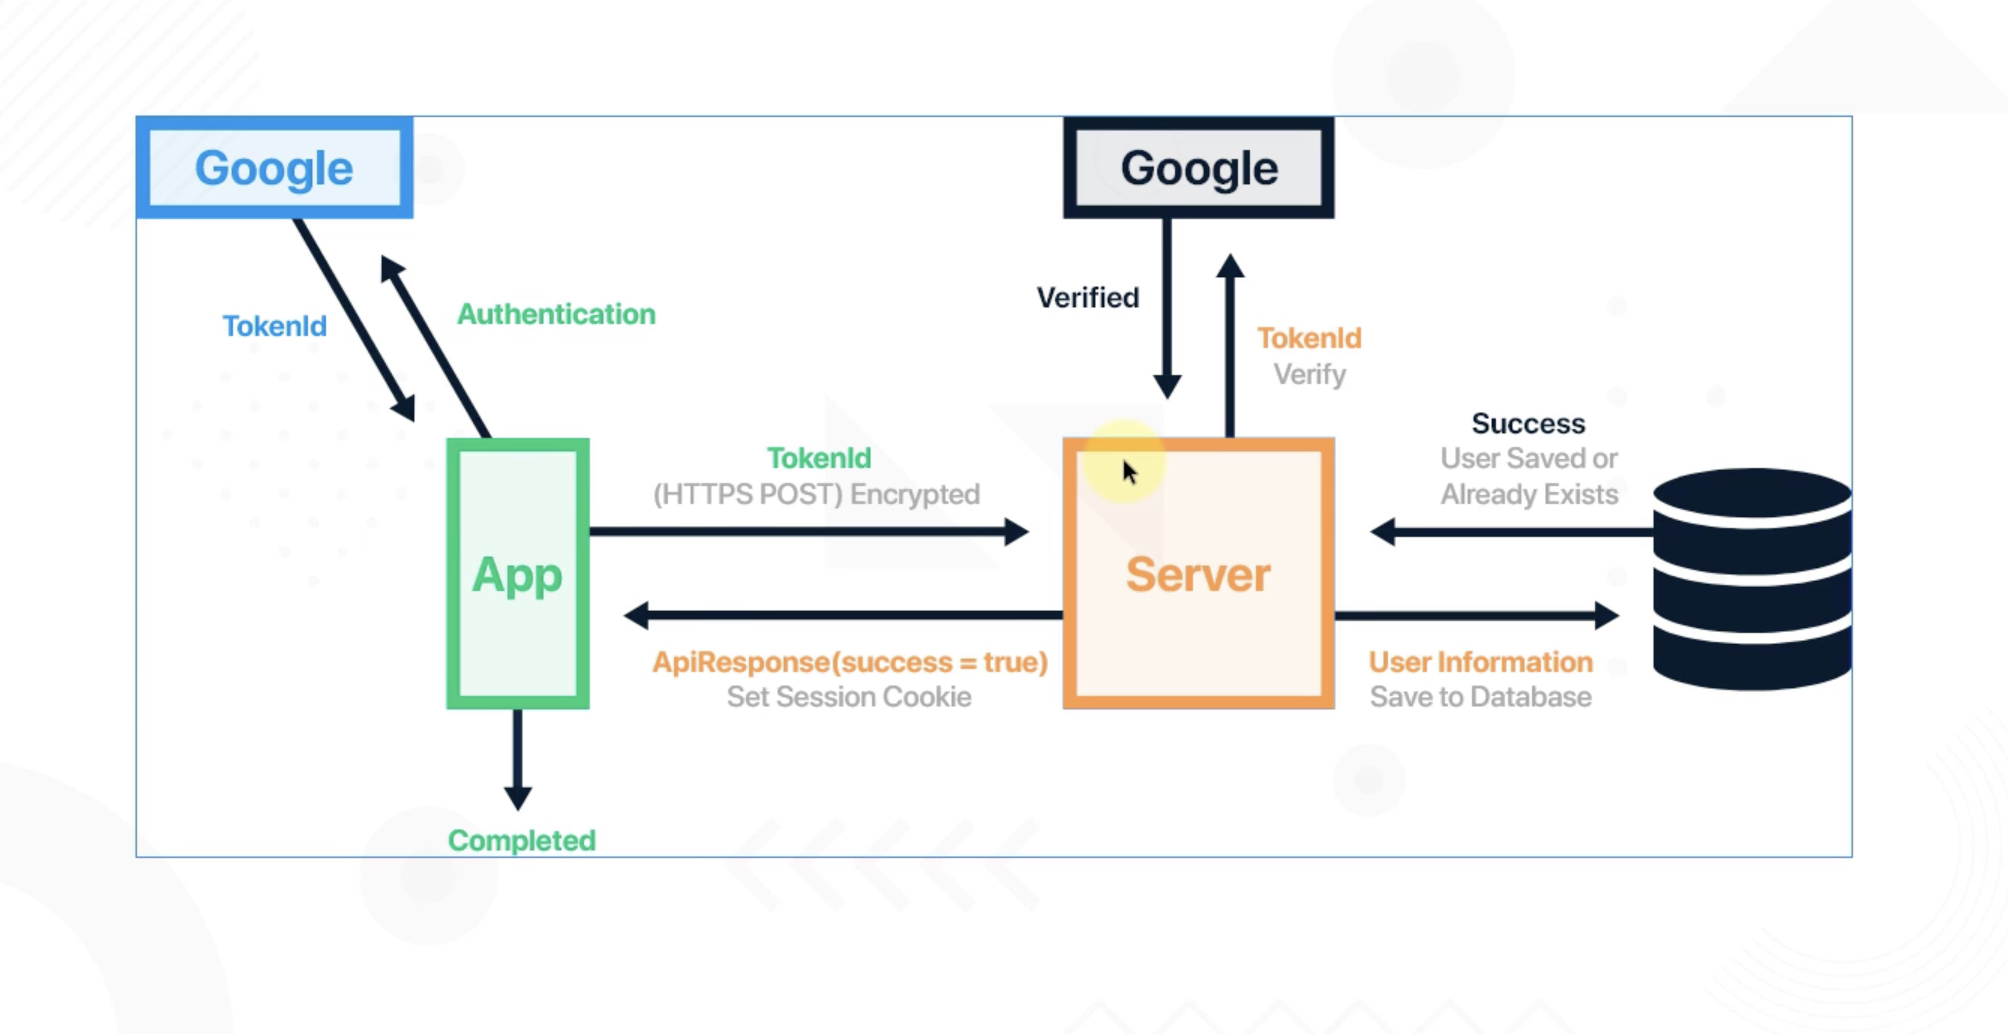 Google
Google
TokenId
Authentication
Verified
TokenId
Verify
Success
User Saved or
Already Exists
TokenId
(HTTPS POST) Encrypted
App
Server
ApiResponse(success = true)
Set Session Cookie
User Information
Save to Database
Completed